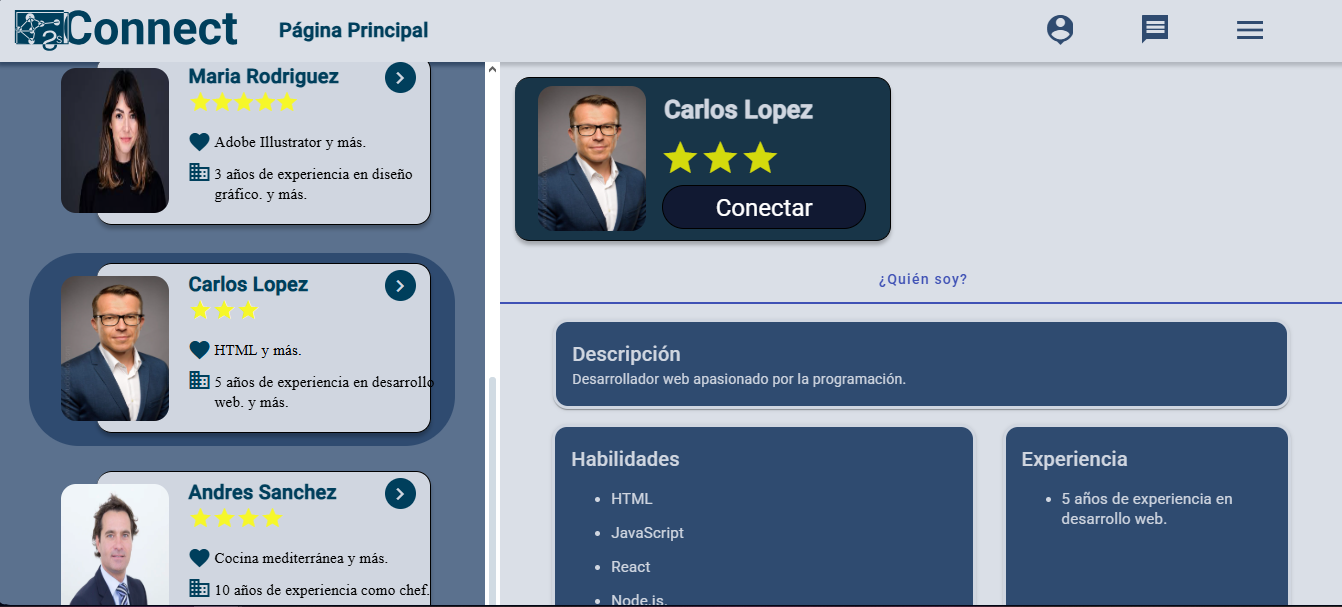 Connect
Página Principal
Maria Rodriguez
Adobe Illustrator y más.
3 años de experiencia en diseño
gráfico. y más.
Carlos Lopez
HTML y más.
5 años de experiencia en desarrollo
web. y más.
Andres Sanchez
Cocina mediterránea y más.
10 años de experiencia como chef.
Carlos Lopez
Conectar
¿Quién soy?
Descripción
Desarrollador web apasionado por la programación.
Habilidades
HTML
JavaScript
React
Node.js.
Experiencia
5 años de experiencia en
desarrollo web.